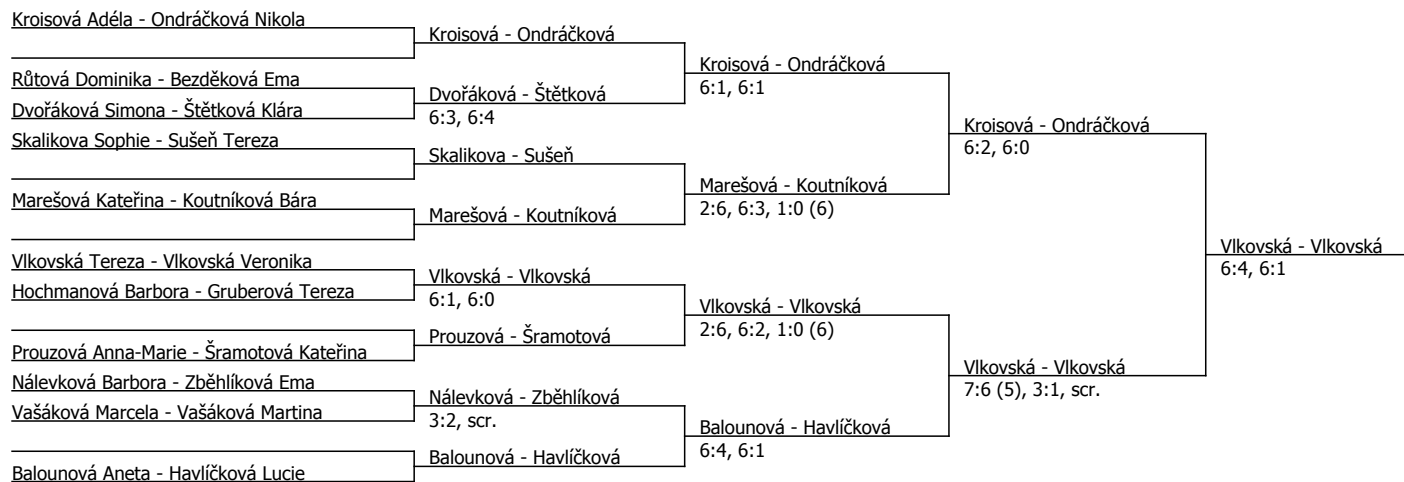 Kroisová Adéla - Ondráčková Nikola
Růtová Dominika - Bezděková Ema
Dvořáková Simona - Štětková Klára
Skalikova Sophie - Sušeň Tereza
Marešová Kateřina - Koutníková Bára
Vlkovská Tereza - Vlkovská Veronika
Hochmanová Barbora - Gruberová Tereza
Prouzová Anna-Marie - Šramotová Kateřina
Nálevková Barbora - Zběhlíková Ema
Vašáková Marcela - Vašáková Martina
Balounová Aneta - Havlíčková Lucie
Kroisová - Ondráčková
Dvořáková - Štětková
6:3, 6:4
Skalikova - Sušeň
Marešová - Koutníková
Vlkovská - Vlkovská
6:1, 6:0
Prouzová - Šramotová
Nálevková - Zběhlíková
3:2, scr.
Balounová - Havlíčková
Kroisová - Ondráčková
6:1, 6:1
Marešová - Koutníková
2:6, 6:3, 1:0 (6)
Vlkovská - Vlkovská
2:6, 6:2, 1:0 (6)
Balounová - Havlíčková
6:4, 6:1
Kroisová - Ondráčková
6:2, 6:0
Vlkovská - Vlkovská
7:6 (5), 3:1, scr.
Vlkovská - Vlkovská
6:4, 6:1